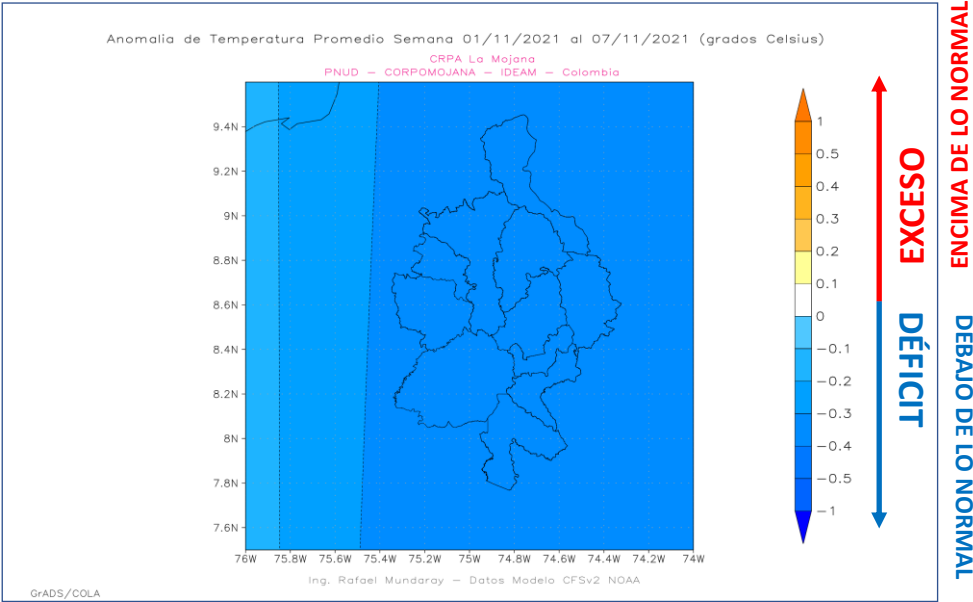 Anomalia de Temperatura Promedio Semana 01/11/2021 al 07/11/2021 (grados Celsius)
CRPA La Mojana
PNUD – CORPOMOJANA – IDEAM – Colombia
9.4N
9.2N
9N
8.8N
8.6N
8.4N
8.2N
8N
7.8N
7.6N
76W 75.8W 75.6W 75.4W 75.2W 75W 74.8W 74.6W 74.4W 74.2W 74W
1
0.5
0.4
0.3
0.2
0.1
0
−0.1
−0.2
−0.3
−0.4
−0.5
−1
EXCESO
DÉFICIT
ENCIMA DE LO NORMAL
DEBAJO DE LO NORMAL
Ing. Rafael Mundaray – Datos Modelo CFSv2 NOAA
GrADS/COLA